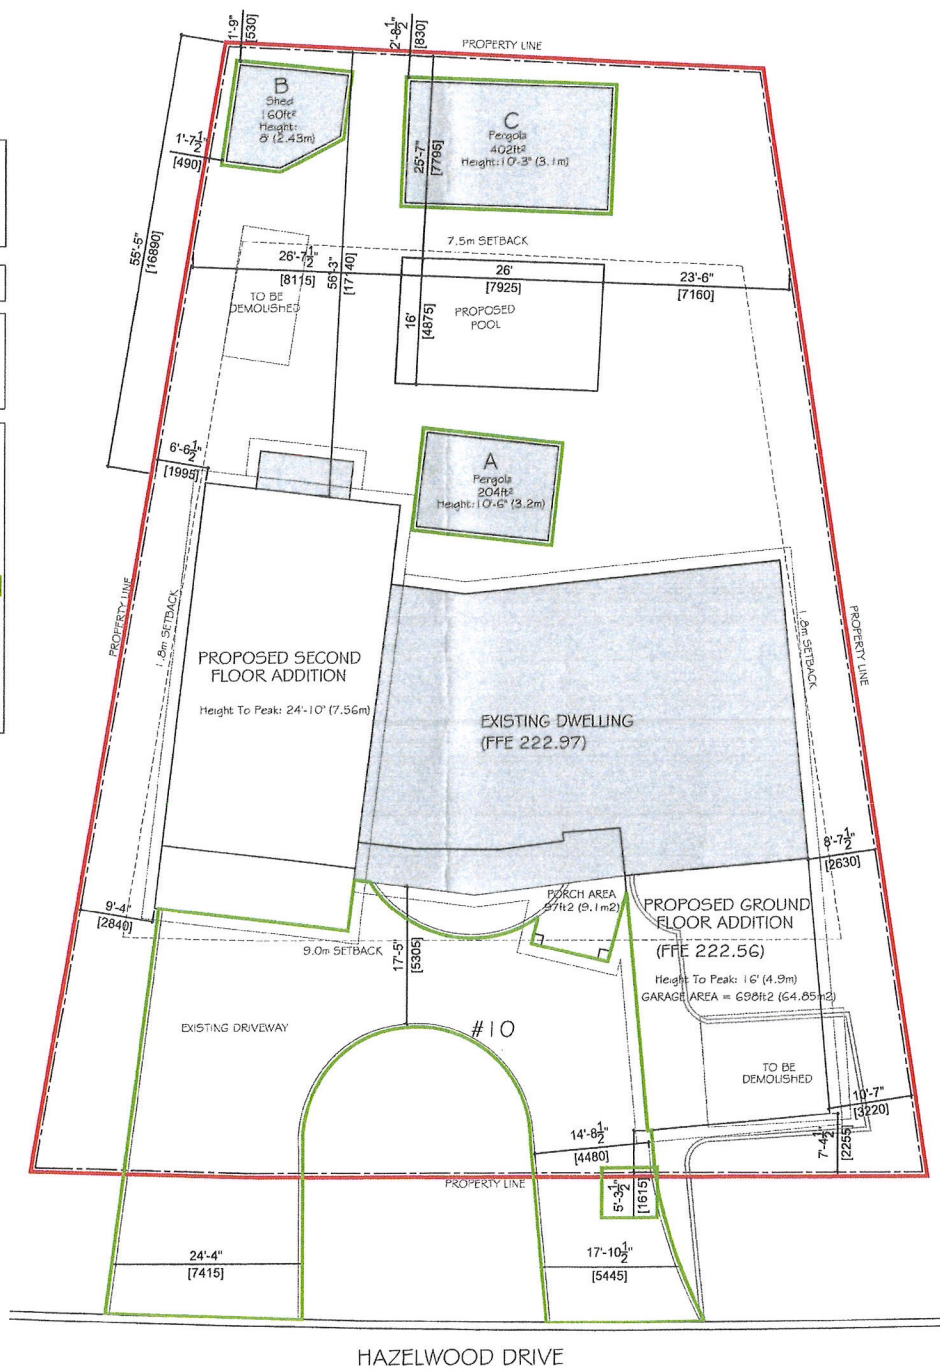 1'-9"
[530]
2'-8½"
[830]
PROPERTY LINE
B
Shed
160ft²
Height:
8' (2.43m)
C
Pergola
402ft²
Height:10'-3" (3.1m)
1'-7½"
[490]
25'-7"
[7795]
55'-5"
[16890]
7.5m SETBACK
26'-7½"
[8115]
56'-3"
[17140]
26'
[7925]
23'-6"
[7160]
TO BE
DEMOLISHED
16'
[4875]
PROPOSED
POOL
6'-6½"
[1995]
A
Pergola
204ft²
Height:10'-6" (3.2m)
PROPERTY LINE
1.8m SETBACK
PROPOSED SECOND
FLOOR ADDITION
Height To Peak: 24'-10" (7.56m)
EXISTING DWELLING
(FFE 222.97)
1.8m SETBACK
PROPERTY LINE
8'-7½"
[2630]
9'-4"
[2840]
PORCH AREA
97ft2 (9.1m2)
PROPOSED GROUND
FLOOR ADDITION
(FFE 222.56)
Height To Peak: 16' (4.9m)
GARAGE AREA = 698ft2 (64.85m2)
9.0m SETBACK
17'-5"
[5305]
EXISTING DRIVEWAY
#10
TO BE
DEMOLISHED
10'-7"
[3220]
14'-8½"
[4480]
7'-4½"
[2255]
PROPERTY LINE
5'-3½"
[1615]
24'-4"
[7415]
17'-10½"
[5445]
HAZELWOOD DRIVE